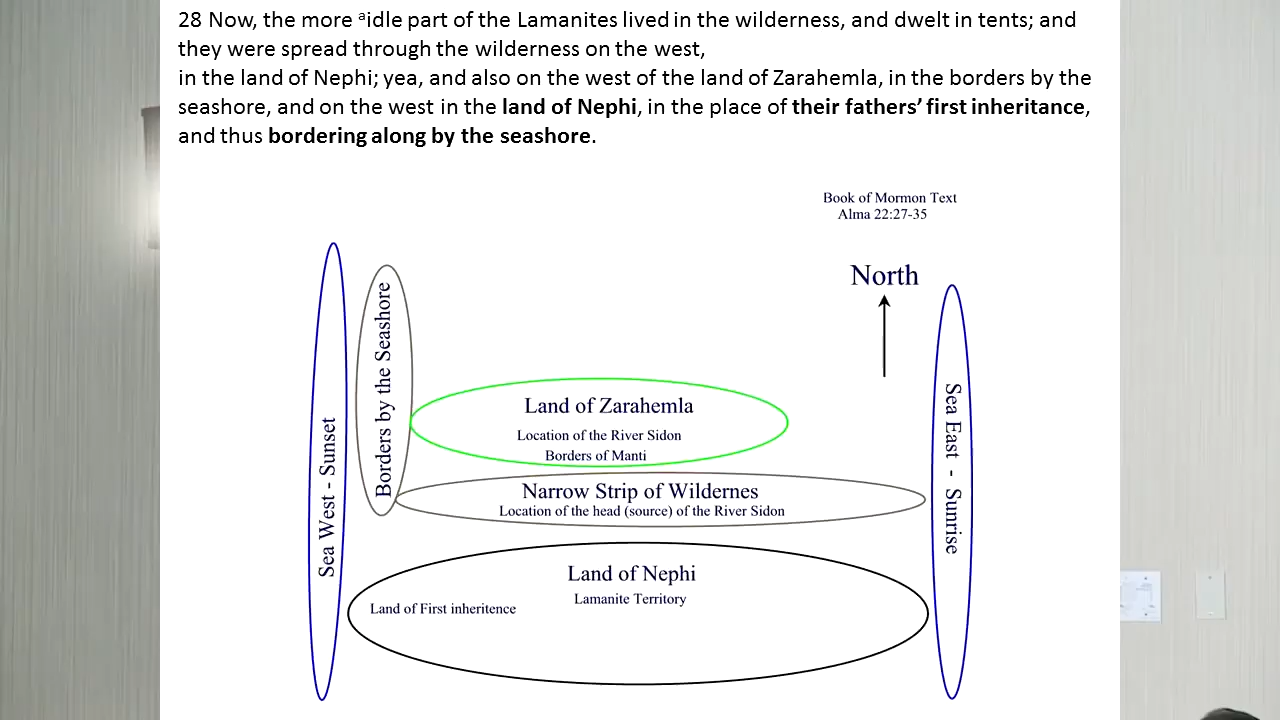 28 Now, the more ᵃidle part of the Lamanites lived in the wilderness, and dwelt in tents; and
they were spread through the wilderness on the west,
in the land of Nephi; yea, and also on the west of the land of Zarahemla, in the borders by the
seashore, and on the west in the land of Nephi, in the place of their fathers’ first inheritance,
and thus bordering along by the seashore.
Book of Mormon Text
Alma 22:27-35
North
Sea West - Sunset
Borders by the Seashore
Land of Zarahemla
Location of the River Sidon
Borders of Manti
Narrow Strip of Wildernes
Location of the head (source) of the River Sidon
Land of Nephi
Lamanite Territory
Land of First inheritence
Sea East - Sunrise